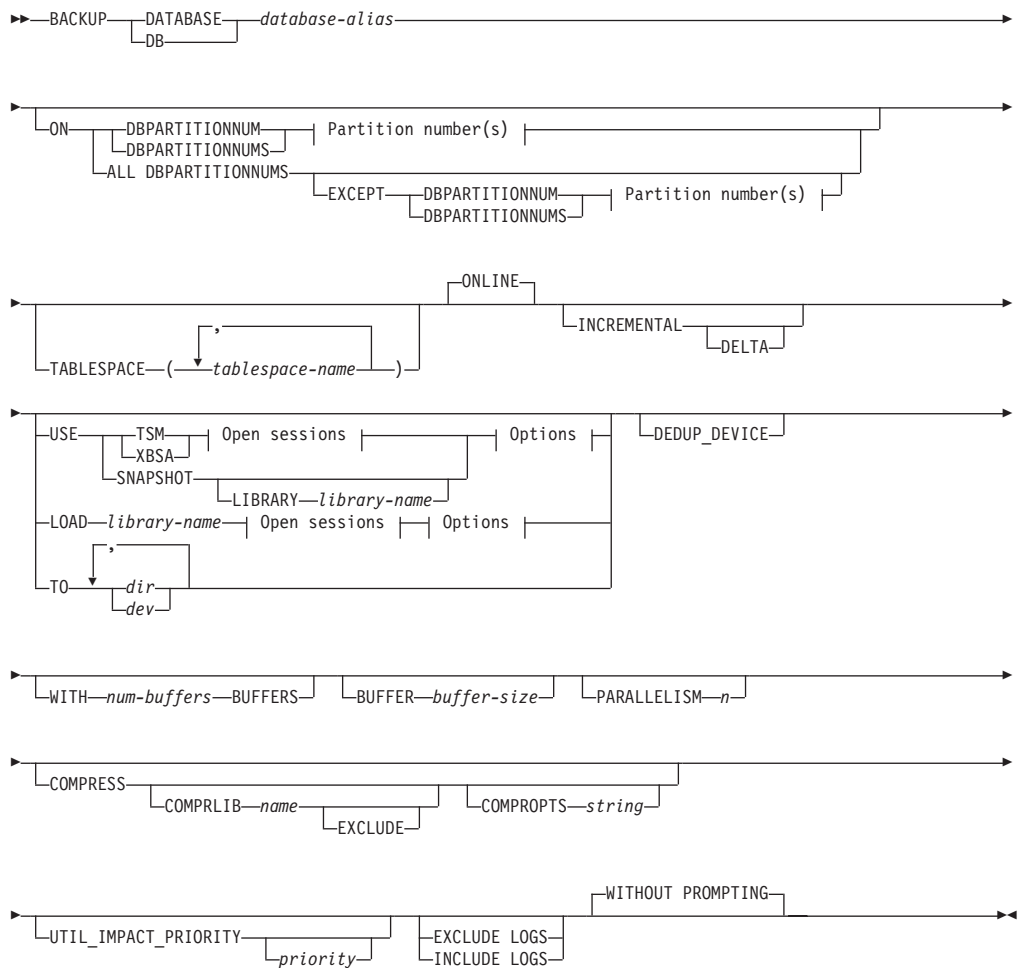 BACKUP DATABASE database-alias
DB
ON DBPARTITIONNUM Partition number(s)
DBPARTITIONNUMS
ALL DBPARTITIONNUMS
EXCEPT DBPARTITIONNUM Partition number(s)
DBPARTITIONNUMS
ONLINE
,
INCREMENTAL
DELTA
TABLESPACE ( tablespace-name )
USE TSM Open sessions Options DEDUP_DEVICE
XBSA
SNAPSHOT
LIBRARY library-name
LOAD library-name Open sessions Options
,
TO dir
dev
WITH num-buffers BUFFERS BUFFER buffer-size PARALLELISM n
COMPRESS
COMPRLIB name COMPROPTS string
EXCLUDE
WITHOUT PROMPTING
UTIL_IMPACT_PRIORITY EXCLUDE LOGS
priority INCLUDE LOGS